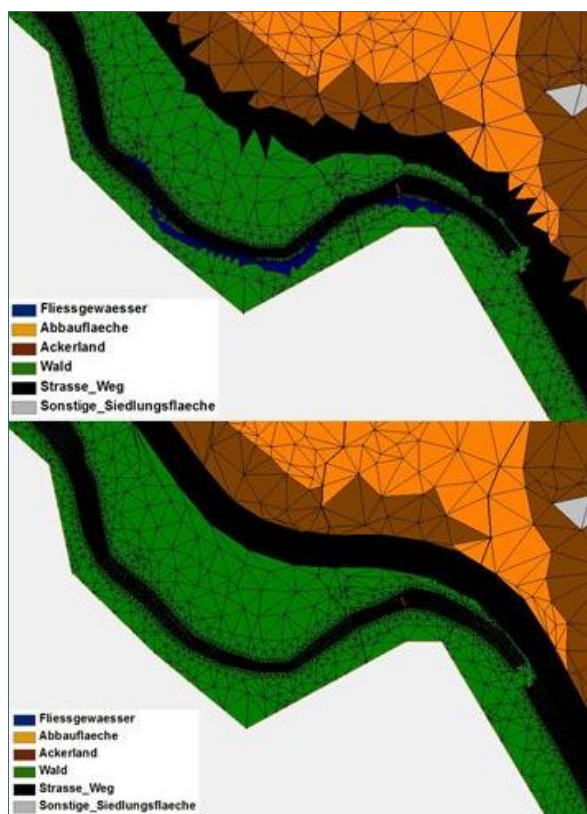 Fliessgewaesser
Abbauflaeche
Ackerland
Wald
Strasse_Weg
Sonstige_Siedlungsflaeche
Fliessgewaesser
Abbauflaeche
Ackerland
Wald
Strasse_Weg
Sonstige_Siedlungsflaeche